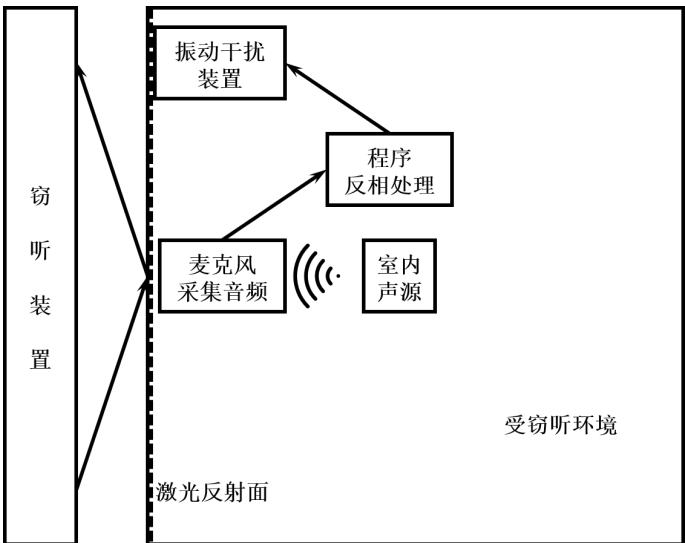 振动干扰
装置
程序
反相处理
窃
听
装
置
麦克风
采集音频
室内
声源
受窃听环境
激光反射面